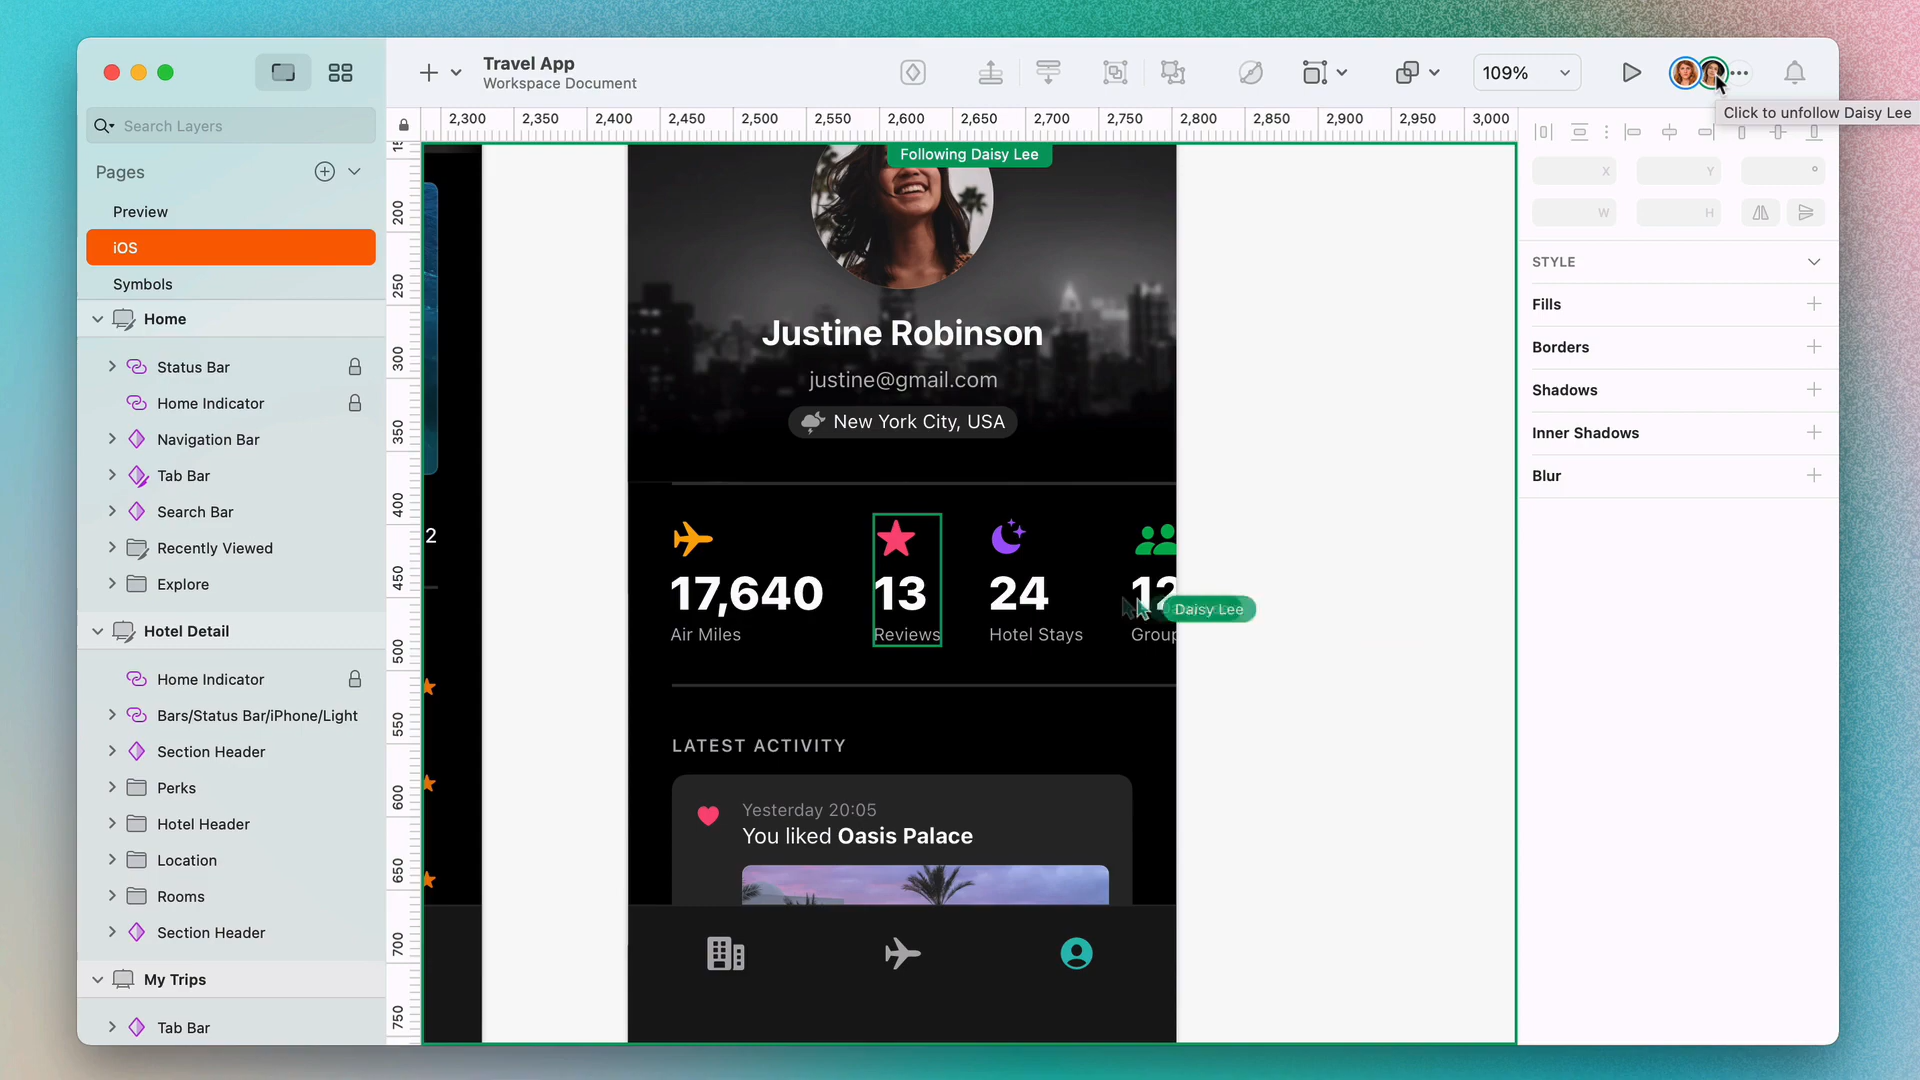 Travel App
Workspace Document
109%
Click to unfollow Daisy Lee
Search Layers
Pages
Preview
iOS
Symbols
Home
Status Bar
Home Indicator
Navigation Bar
Tab Bar
Search Bar
Recently Viewed
Explore
Hotel Detail
Home Indicator
Bars/Status Bar/iPhone/Light
Section Header
Perks
Hotel Header
Location
Rooms
Section Header
My Trips
Tab Bar
2,300 2,350 2,400 2,450 2,500 2,550 2,600 2,650 2,700 2,750 2,800 2,850 2,900 2,950 3,000
200
250
300
350
400
450
500
550
600
650
700
750
2
Following Daisy Lee
Justine Robinson
justine@gmail.com
New York City, USA
17,640 13 24 12
Air Miles Reviews Hotel Stays Group
Daisy Lee
LATEST ACTIVITY
Yesterday 20:05
You liked Oasis Palace
X Y °
W H
STYLE
Fills
Borders
Shadows
Inner Shadows
Blur